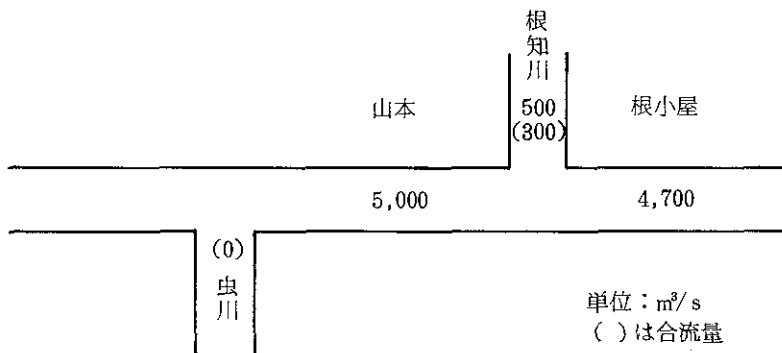 根知川
500
(300)
山本
根小屋
5,000
4,700
(0)
虫川
単位：m³/s
( )は合流量